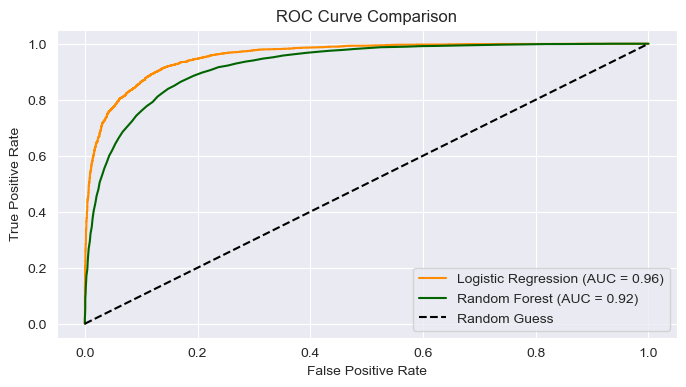 ROC Curve Comparison
True Positive Rate
1.0
0.8
0.6
0.4
0.2
0.0
Logistic Regression (AUC = 0.96)
Random Forest (AUC = 0.92)
Random Guess
0.0 0.2 0.4 0.6 0.8 1.0
False Positive Rate